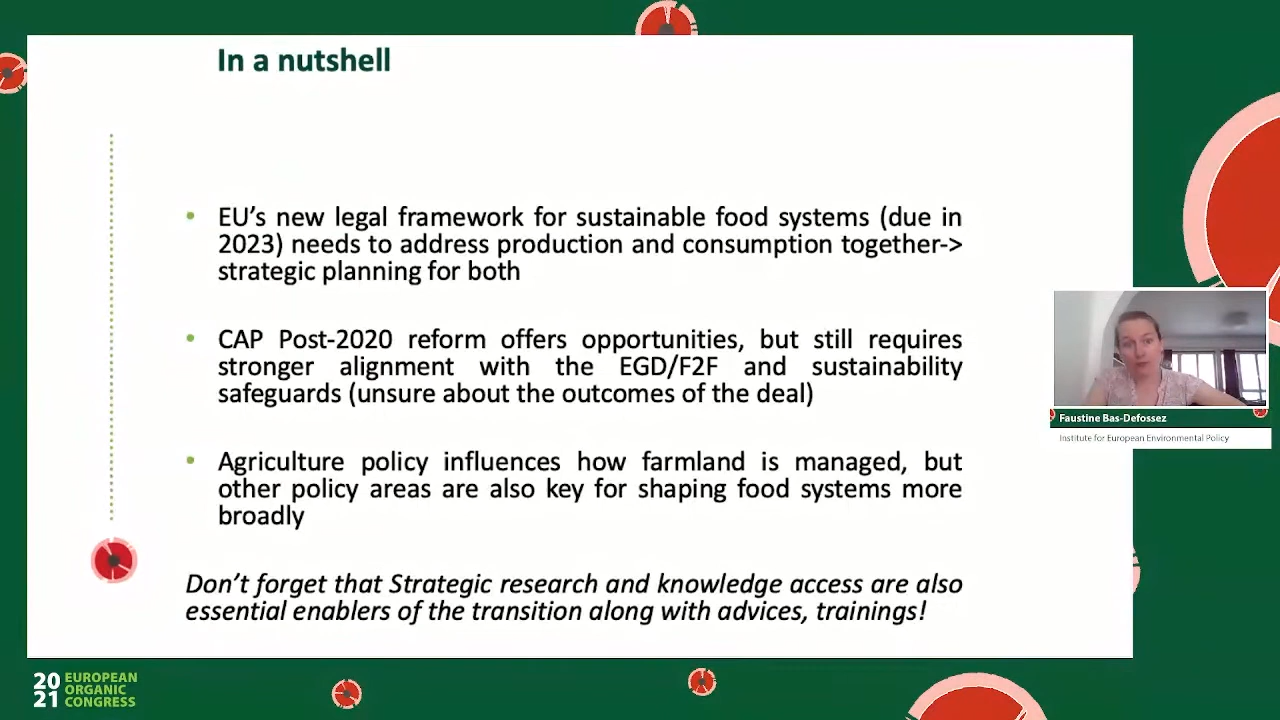 In a nutshell
• EU’s new legal framework for sustainable food systems (due in
2023) needs to address production and consumption together->
strategic planning for both
• CAP Post-2020 reform offers opportunities, but still requires
stronger alignment with the EGD/F2F and sustainability
safeguards (unsure about the outcomes of the deal)
• Agriculture policy influences how farmland is managed, but
other policy areas are also key for shaping food systems more
broadly
Don’t forget that Strategic research and knowledge access are also
essential enablers of the transition along with advices, trainings!
Faustine Bas-Defossez
Institute for European Environmental Policy
20
21
EUROPEAN
ORGANIC
CONGRESS